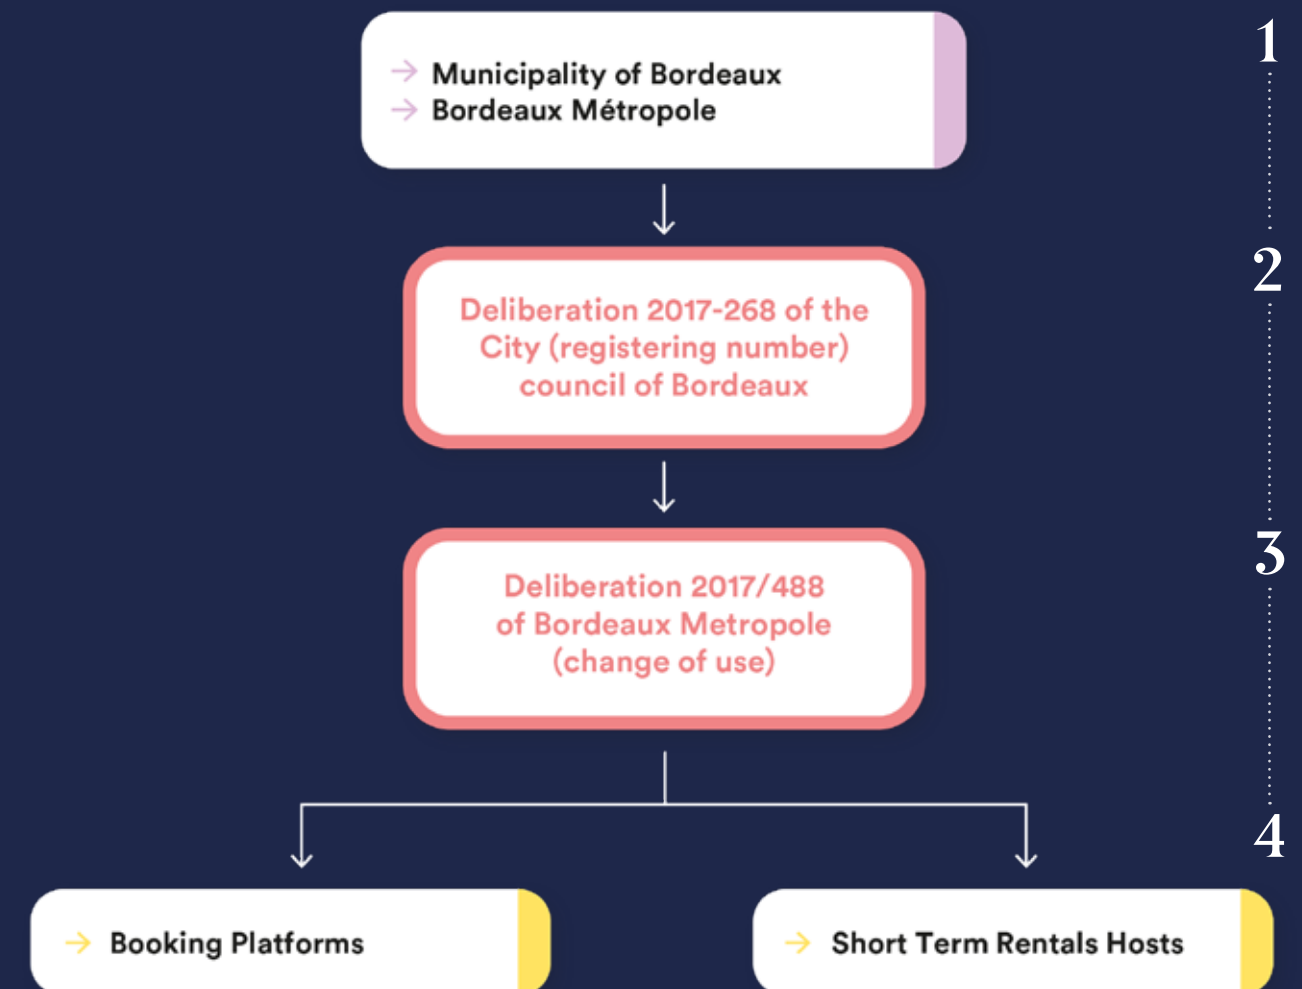 Municipality of Bordeaux
Bordeaux Métropole
1
Deliberation 2017-268 of the
City (registering number)
council of Bordeaux
2
Deliberation 2017/488
of Bordeaux Metropole
(change of use)
3
4
Booking Platforms
Short Term Rentals Hosts